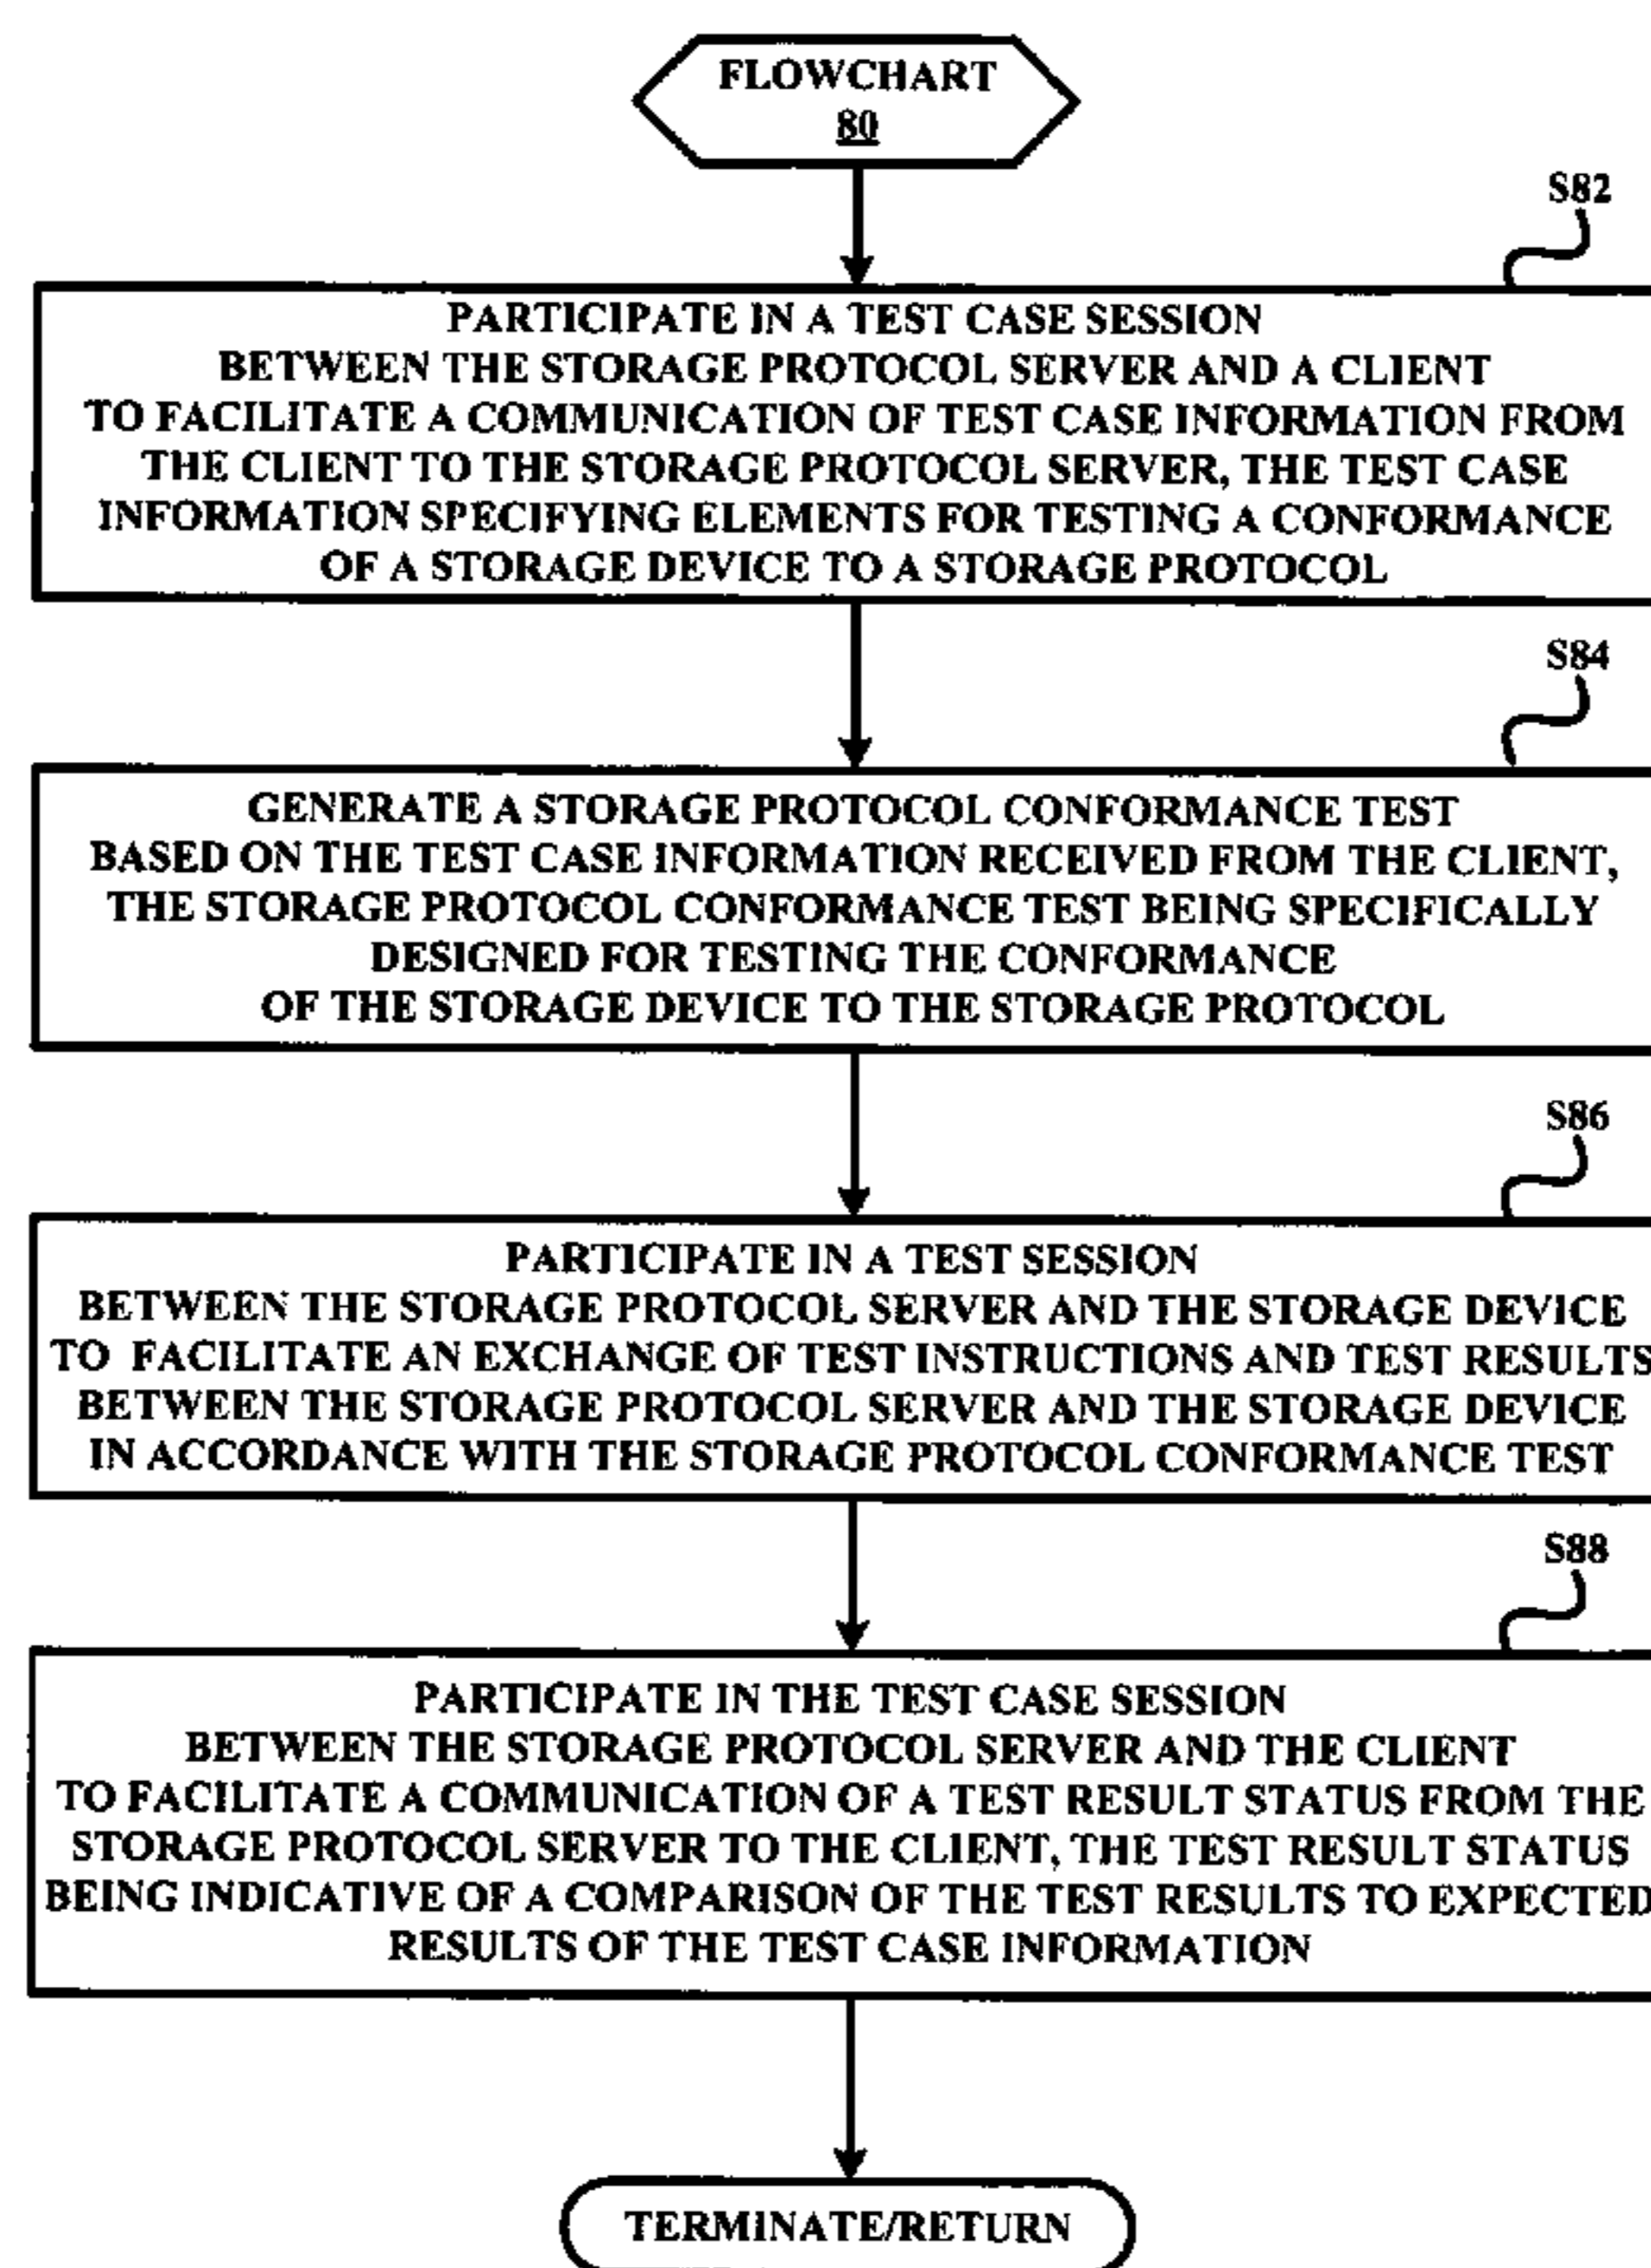 FLOWCHART
80
S82
PARTICIPATE IN A TEST CASE SESSION
BETWEEN THE STORAGE PROTOCOL SERVER AND A CLIENT
TO FACILITATE A COMMUNICATION OF TEST CASE INFORMATION FROM
THE CLIENT TO THE STORAGE PROTOCOL SERVER, THE TEST CASE
INFORMATION SPECIFYING ELEMENTS FOR TESTING A CONFORMANCE
OF A STORAGE DEVICE TO A STORAGE PROTOCOL
S84
GENERATE A STORAGE PROTOCOL CONFORMANCE TEST
BASED ON THE TEST CASE INFORMATION RECEIVED FROM THE CLIENT,
THE STORAGE PROTOCOL CONFORMANCE TEST BEING SPECIFICALLY
DESIGNED FOR TESTING THE CONFORMANCE
OF THE STORAGE DEVICE TO THE STORAGE PROTOCOL
S86
PARTICIPATE IN A TEST SESSION
BETWEEN THE STORAGE PROTOCOL SERVER AND THE STORAGE DEVICE
TO FACILITATE AN EXCHANGE OF TEST INSTRUCTIONS AND TEST RESULTS
BETWEEN THE STORAGE PROTOCOL SERVER AND THE STORAGE DEVICE
IN ACCORDANCE WITH THE STORAGE PROTOCOL CONFORMANCE TEST
S88
PARTICIPATE IN THE TEST CASE SESSION
BETWEEN THE STORAGE PROTOCOL SERVER AND THE CLIENT
TO FACILITATE A COMMUNICATION OF A TEST RESULT STATUS FROM THE
STORAGE PROTOCOL SERVER TO THE CLIENT, THE TEST RESULT STATUS
BEING INDICATIVE OF A COMPARISON OF THE TEST RESULTS TO EXPECTED
RESULTS OF THE TEST CASE INFORMATION
TERMINATE/RETURN